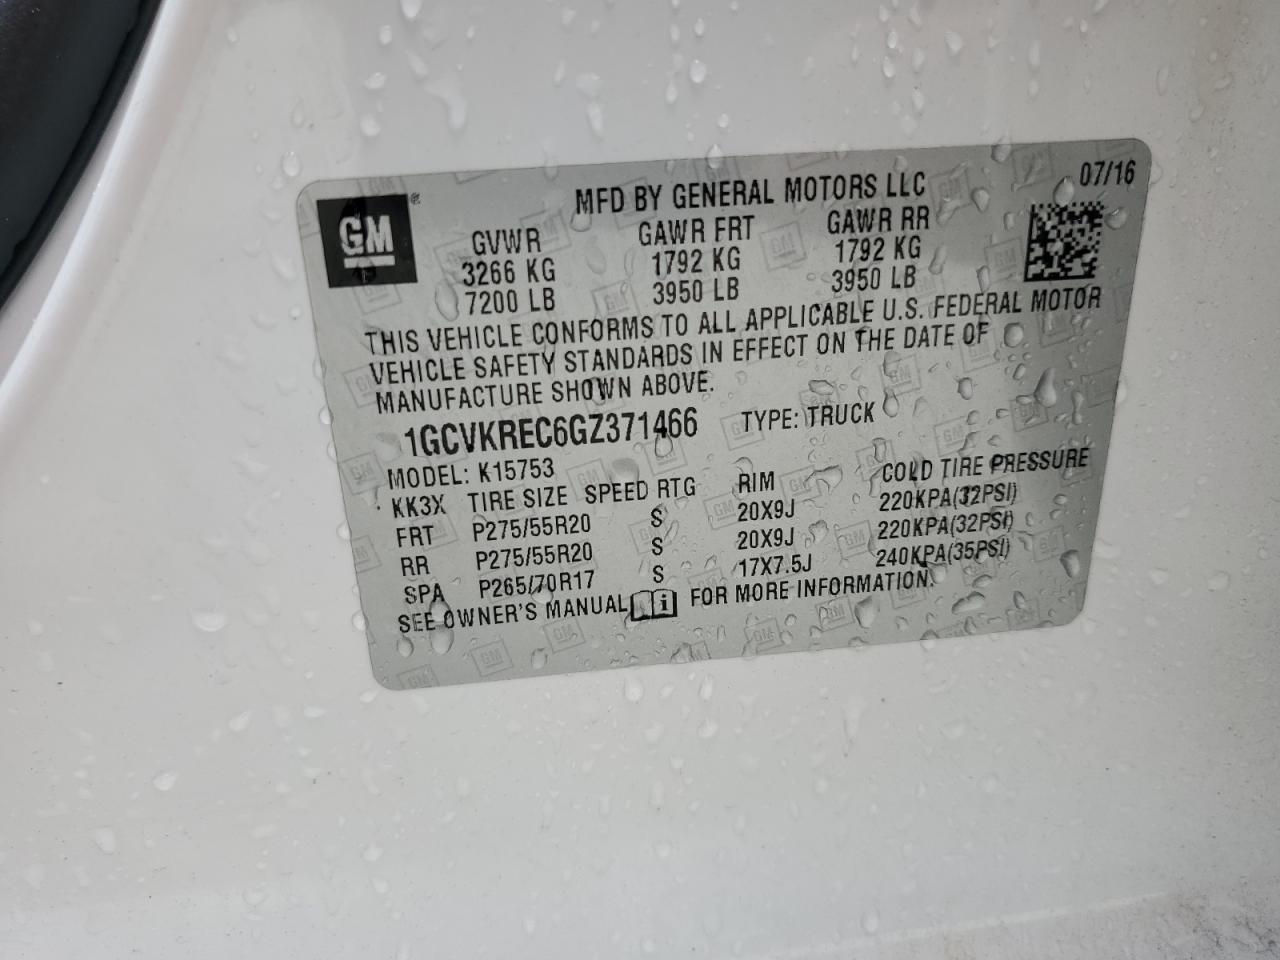 GM®
MFD BY GENERAL MOTORS LLC 07/16
GVWR GAWR FRT GAWR RR
3266 KG 1792 KG 1792 KG
7200 LB 3950 LB 3950 LB
THIS VEHICLE CONFORMS TO ALL APPLICABLE U.S. FEDERAL MOTOR
VEHICLE SAFETY STANDARDS IN EFFECT ON THE DATE OF
MANUFACTURE SHOWN ABOVE.
1GCVKREC6GZ371466 TYPE: TRUCK
MODEL: K15753
KK3X TIRE SIZE SPEED RTG RIM COLD TIRE PRESSURE
FRT P275/55R20 S 20X9J 220KPA(32PSI)
RR P275/55R20 S 20X9J 220KPA(32PSI)
SPA P265/70R17 S 17X7.5J 240KPA(35PSI)
SEE OWNER'S MANUAL FOR MORE INFORMATION.